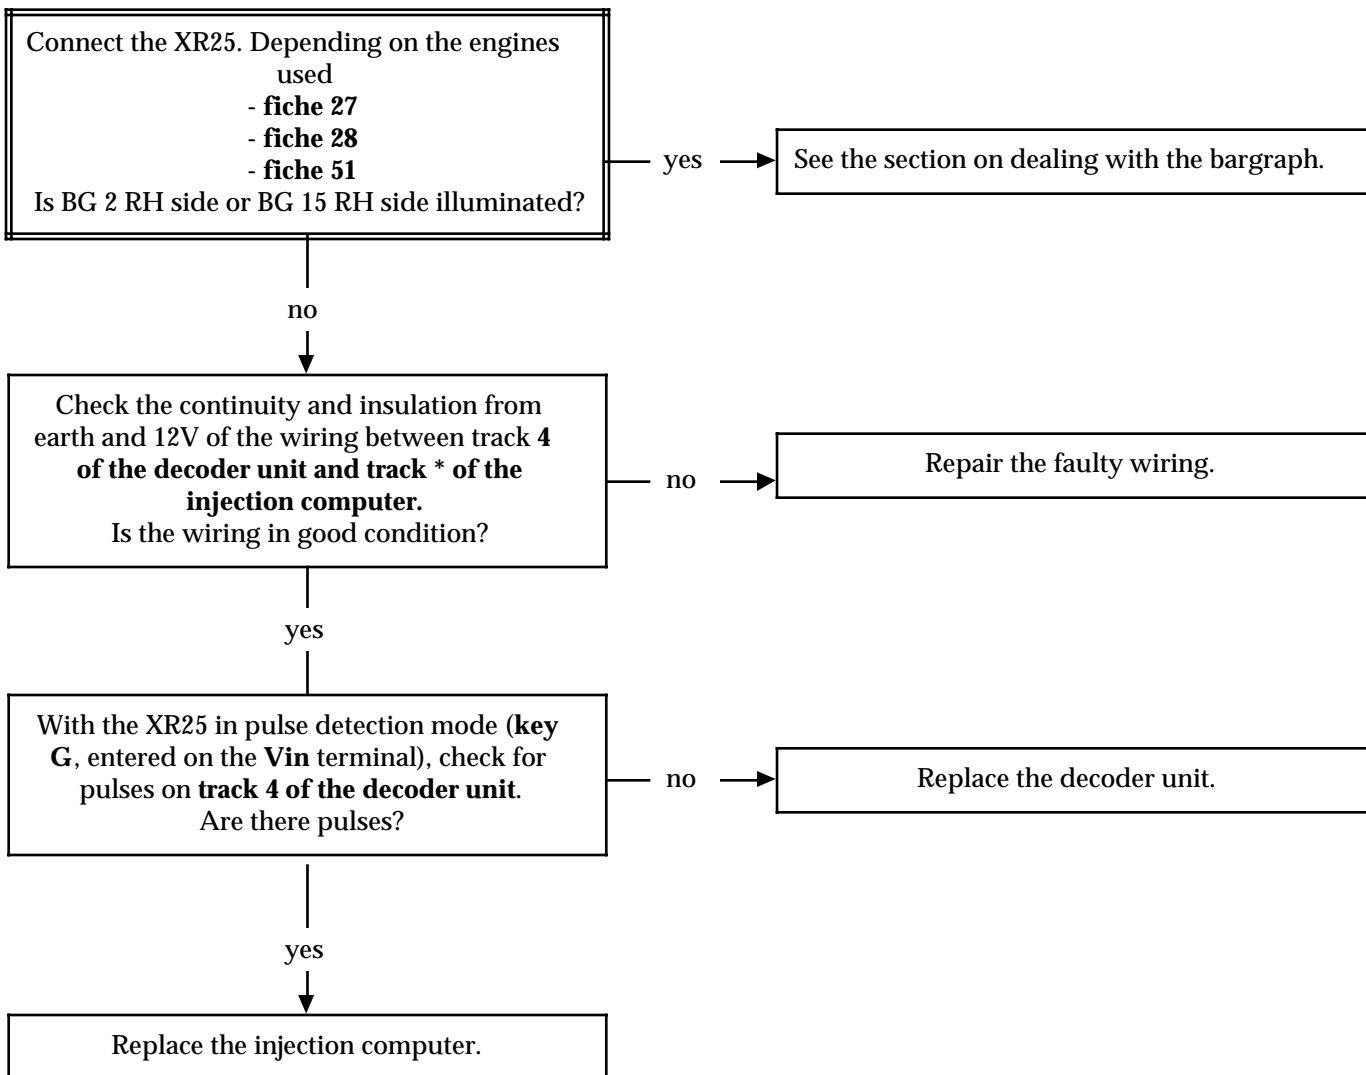 Connect the XR25. Depending on the engines
used
- fiche 27
- fiche 28
- fiche 51
Is BG 2 RH side or BG 15 RH side illuminated?
yes
See the section on dealing with the bargraph.
no
Check the continuity and insulation from
earth and 12V of the wiring between track 4
of the decoder unit and track * of the
injection computer.
Is the wiring in good condition?
no
Repair the faulty wiring.
yes
With the XR25 in pulse detection mode (key
G, entered on the Vin terminal), check for
pulses on track 4 of the decoder unit.
Are there pulses?
no
Replace the decoder unit.
yes
Replace the injection computer.